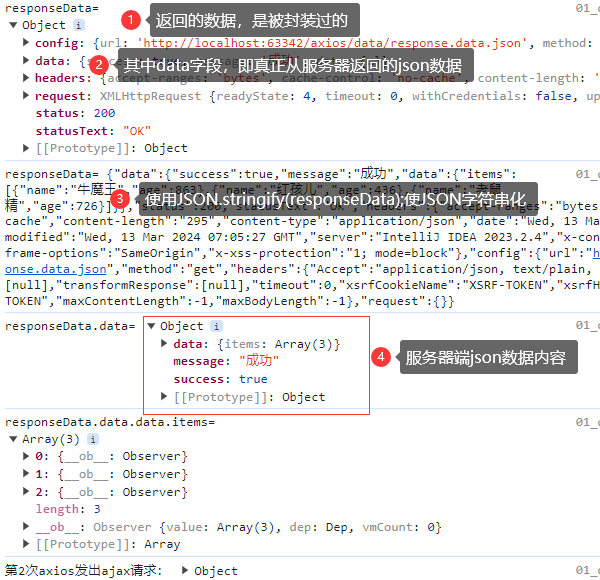 responseData= 01_
1 返回的数据，是被封装过的
▼ Object i
▶ config: {url: 'http://localhost:63342/axios/data/response.data.json', method:
▶ data: {
2 其中data字段，即真正从服务器返回的json数据
▶ headers: {accept-ranges: 'bytes', cache-control: 'no-cache', content-length:
▶ request: XMLHttpRequest {readyState: 4, timeout: 0, withCredentials: false, up
status: 200
statusText: "OK"
▶ [[Prototype]]: Object
responseData= {"data":{"success":true,"message":"成功","data":{"items": 01_
[{"name":"牛魔王","age":863},{"name":"红孩儿","age":436},{"name":"老鼠
3 使用JSON.stringify(responseData);使JSON字符串化
精","age":726}]}},"status":200,"statusText":"OK","headers":{"accept-ranges":"bytes
cache","content-length":"295","content-type":"application/json","date":"Wed, 13 Ma
modified":"Wed, 13 Mar 2024 07:05:27 GMT","server":"IntelliJ IDEA 2023.2.4","x-con
frame-options":"SameOrigin","x-xss-protection":"1; mode=block"},"config":{"url":"h
onse.data.json","method":"get","headers":{"Accept":"application/json, text/plain,
[null],"transformResponse":[null],"timeout":0,"xsrfCookieName":"XSRF-TOKEN","xsrfH
TOKEN","maxContentLength":-1,"maxBodyLength":-1},"request":{}}
responseData.data= ▼ Object i 01_
▶ data: {items: Array(3)}
message: "成功"
success: true
▶ [[Prototype]]: Object
4 服务器端json数据内容
responseData.data.data.items= 01_
▼ Array(3) i
▶ 0: {__ob__: Observer}
▶ 1: {__ob__: Observer}
▶ 2: {__ob__: Observer}
length: 3
▶ __ob__: Observer {value: Array(3), dep: Dep, vmCount: 0}
▶ [[Prototype]]: Array
第2次axios发出ajax请求: ▶ Object 01_